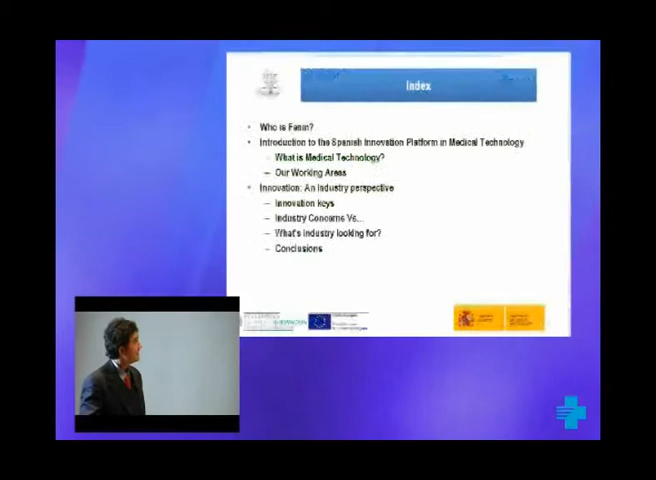 Index
• Who is Fenin?
• Introduction to the Spanish Innovation Platform in Medical Technology
– What is Medical Technology?
– Our Working Areas
• Innovation: An industry perspective
– Innovation keys
– Industry Concerns Vs...
– What's industry looking for?
– Conclusions